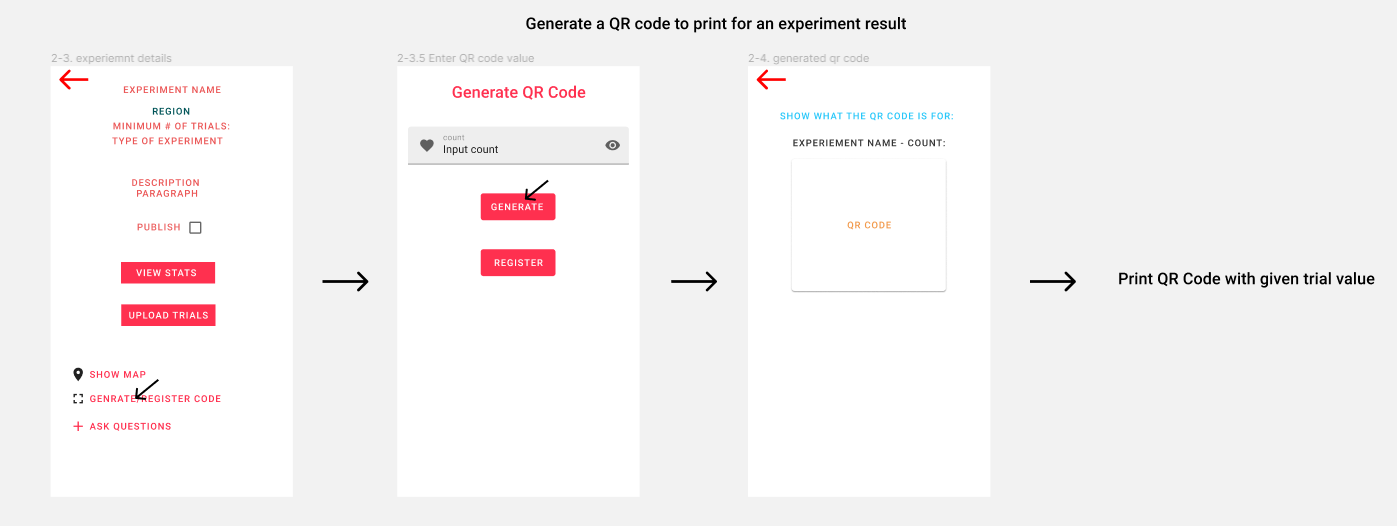 Generate a QR code to print for an experiment result
2-3. experiemnt details
EXPERIMENT NAME
REGION
MINIMUM # OF TRIALS:
TYPE OF EXPERIMENT
DESCRIPTION
PARAGRAPH
PUBLISH
VIEW STATS
UPLOAD TRIALS
SHOW MAP
GENRATE/REGISTER CODE
ASK QUESTIONS
2-3.5 Enter QR code value
Generate QR Code
count
Input count
GENERATE
REGISTER
2-4. generated qr code
SHOW WHAT THE QR CODE IS FOR:
EXPERIEMENT NAME - COUNT:
QR CODE
Print QR Code with given trial value